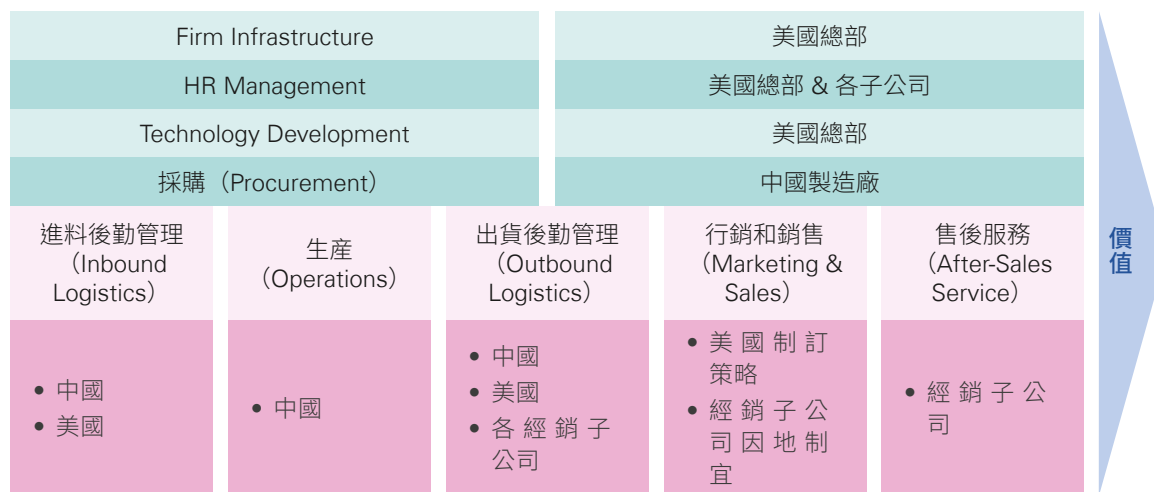 Firm Infrastructure
美國總部
HR Management
美國總部 & 各子公司
Technology Development
美國總部
採購（Procurement）
中國製造廠
進料後勤管理
（Inbound
Logistics）
生產
（Operations）
出貨後勤管理
（Outbound
Logistics）
行銷和銷售
（Marketing &
Sales）
售後服務
（After-Sales
Service）
• 中國
• 美國
• 中國
• 中國
• 美國
• 各 經 銷 子
公司
• 美 國 制 訂
策略
• 經 銷 子 公
司 因 地 制
宜
• 經 銷 子 公
司
價值